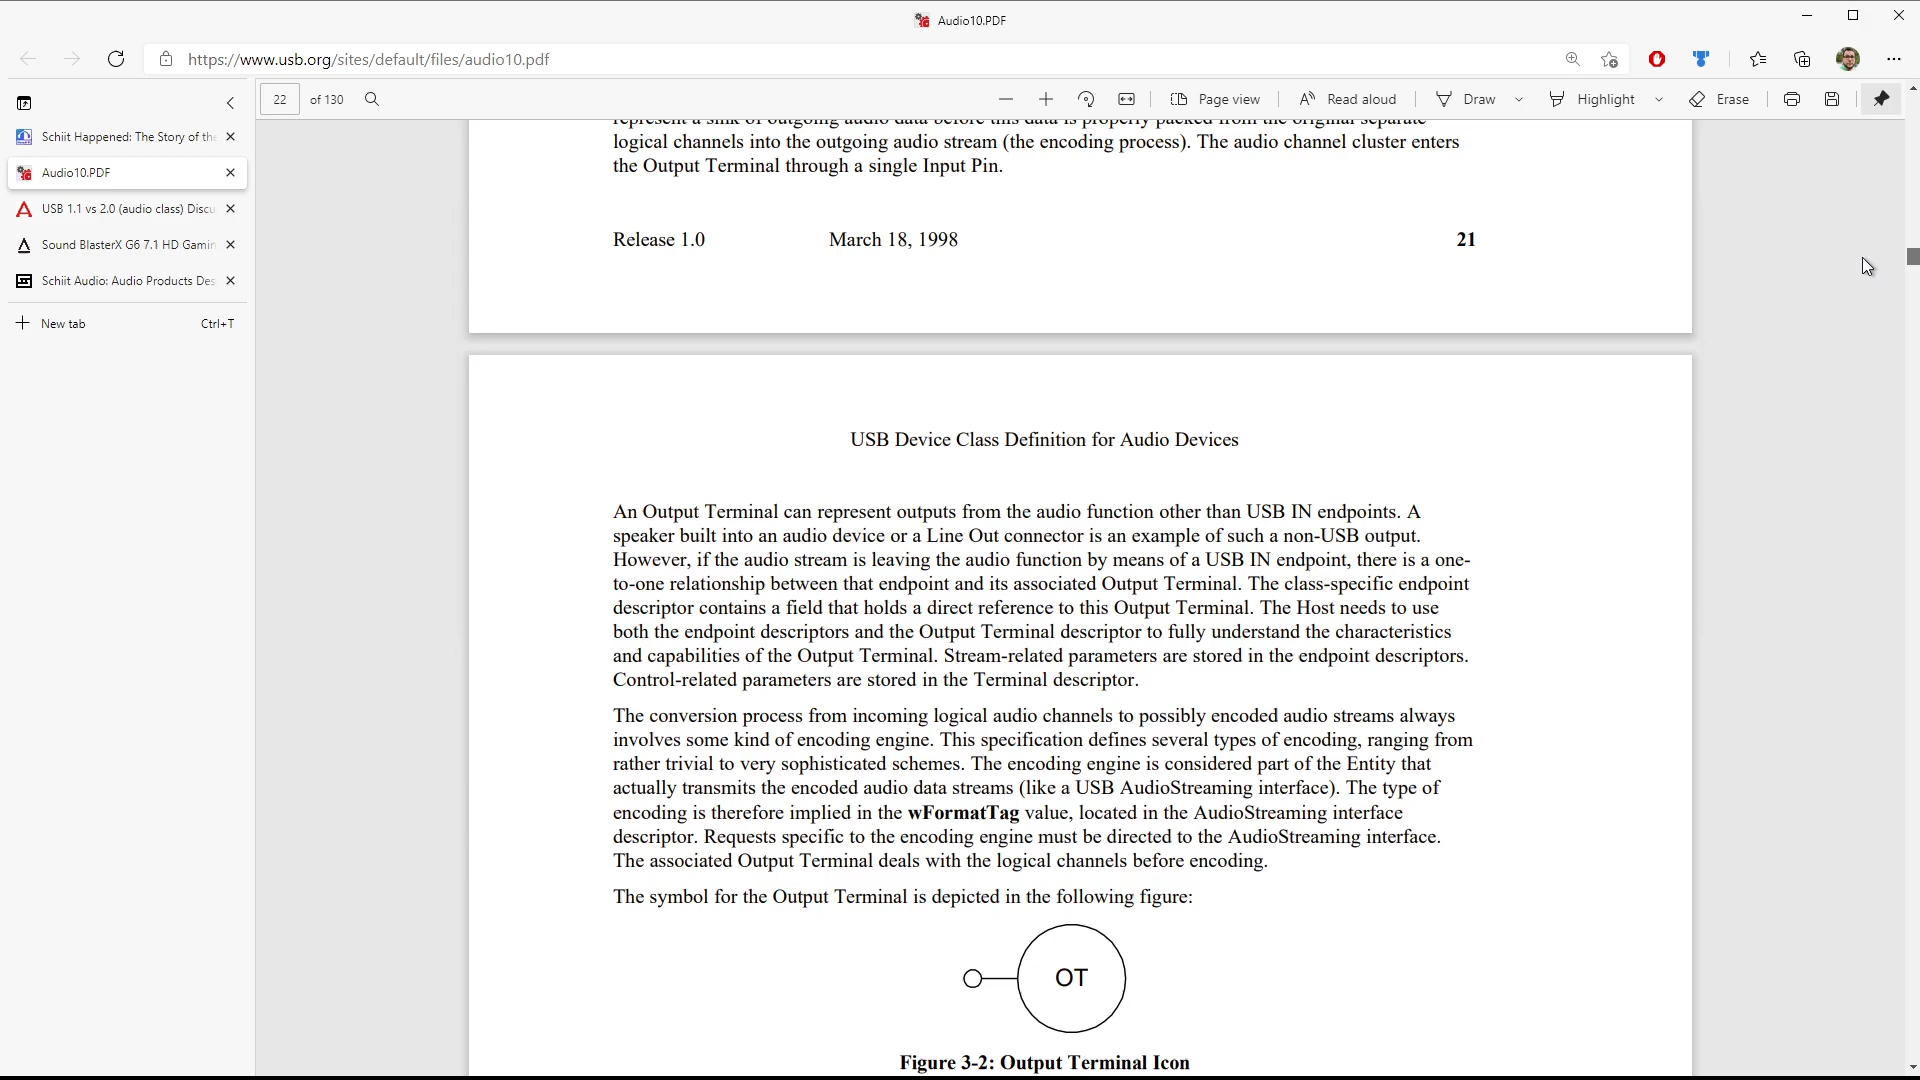 Audio10.PDF
https://www.usb.org/sites/default/files/audio10.pdf
22 of 130
Page view
Read aloud
Draw
Highlight
Erase
Schiit Happened: The Story of the
Audio10.PDF
USB 1.1 vs 2.0 (audio class) Discu
Sound BlasterX G6 7.1 HD Gamin
Schiit Audio: Audio Products Des
New tab Ctrl+T
represent a sink of outgoing audio data before this data is properly packed from the original separate
logical channels into the outgoing audio stream (the encoding process). The audio channel cluster enters
the Output Terminal through a single Input Pin.
Release 1.0 March 18, 1998 21
USB Device Class Definition for Audio Devices
An Output Terminal can represent outputs from the audio function other than USB IN endpoints. A
speaker built into an audio device or a Line Out connector is an example of such a non-USB output.
However, if the audio stream is leaving the audio function by means of a USB IN endpoint, there is a one-
to-one relationship between that endpoint and its associated Output Terminal. The class-specific endpoint
descriptor contains a field that holds a direct reference to this Output Terminal. The Host needs to use
both the endpoint descriptors and the Output Terminal descriptor to fully understand the characteristics
and capabilities of the Output Terminal. Stream-related parameters are stored in the endpoint descriptors.
Control-related parameters are stored in the Terminal descriptor.
The conversion process from incoming logical audio channels to possibly encoded audio streams always
involves some kind of encoding engine. This specification defines several types of encoding, ranging from
rather trivial to very sophisticated schemes. The encoding engine is considered part of the Entity that
actually transmits the encoded audio data streams (like a USB AudioStreaming interface). The type of
encoding is therefore implied in the wFormatTag value, located in the AudioStreaming interface
descriptor. Requests specific to the encoding engine must be directed to the AudioStreaming interface.
The associated Output Terminal deals with the logical channels before encoding.
The symbol for the Output Terminal is depicted in the following figure:
OT
Figure 3-2: Output Terminal Icon